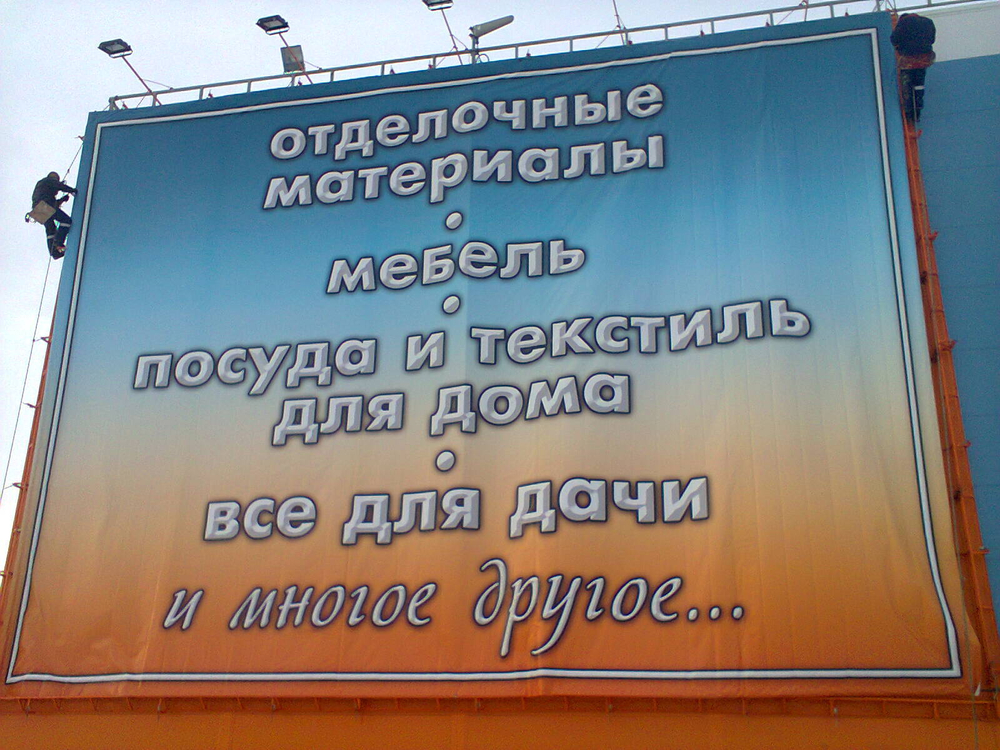 отделочные
материалы
•
мебель
•
посуда и текстиль
для дома
•
все для дачи
и многое другое...